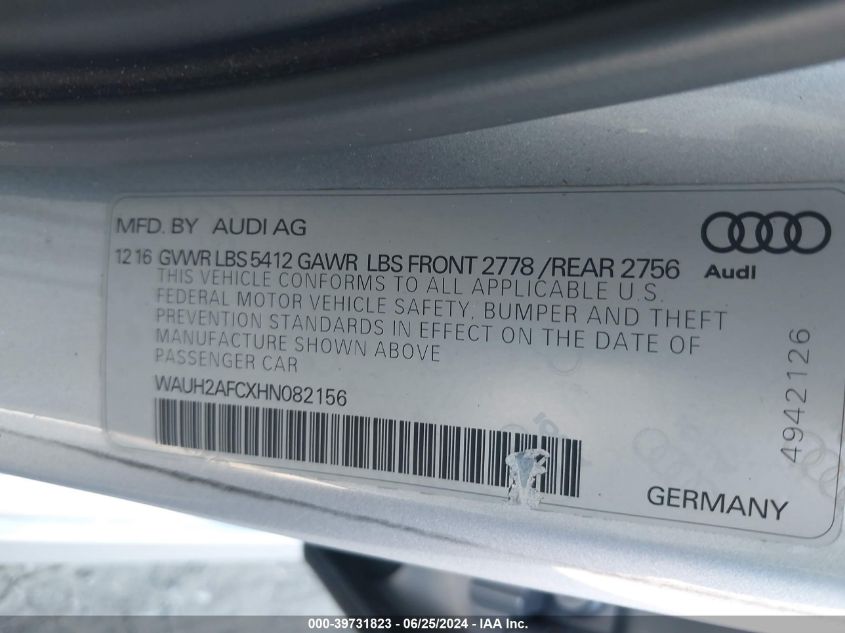 MFD. BY AUDI AG
12 16 GVWR LBS 5412 GAWR LBS FRONT 2778 /REAR 2756
Audi
THIS VEHICLE CONFORMS TO ALL APPLICABLE U.S.
FEDERAL MOTOR VEHICLE SAFETY, BUMPER AND THEFT
PREVENTION STANDARDS IN EFFECT ON THE DATE OF
MANUFACTURE SHOWN ABOVE
PASSENGER CAR
WAUH2AFCXHN082156
4942126
GERMANY
000-39731823 - 06/25/2024 - IAA Inc.